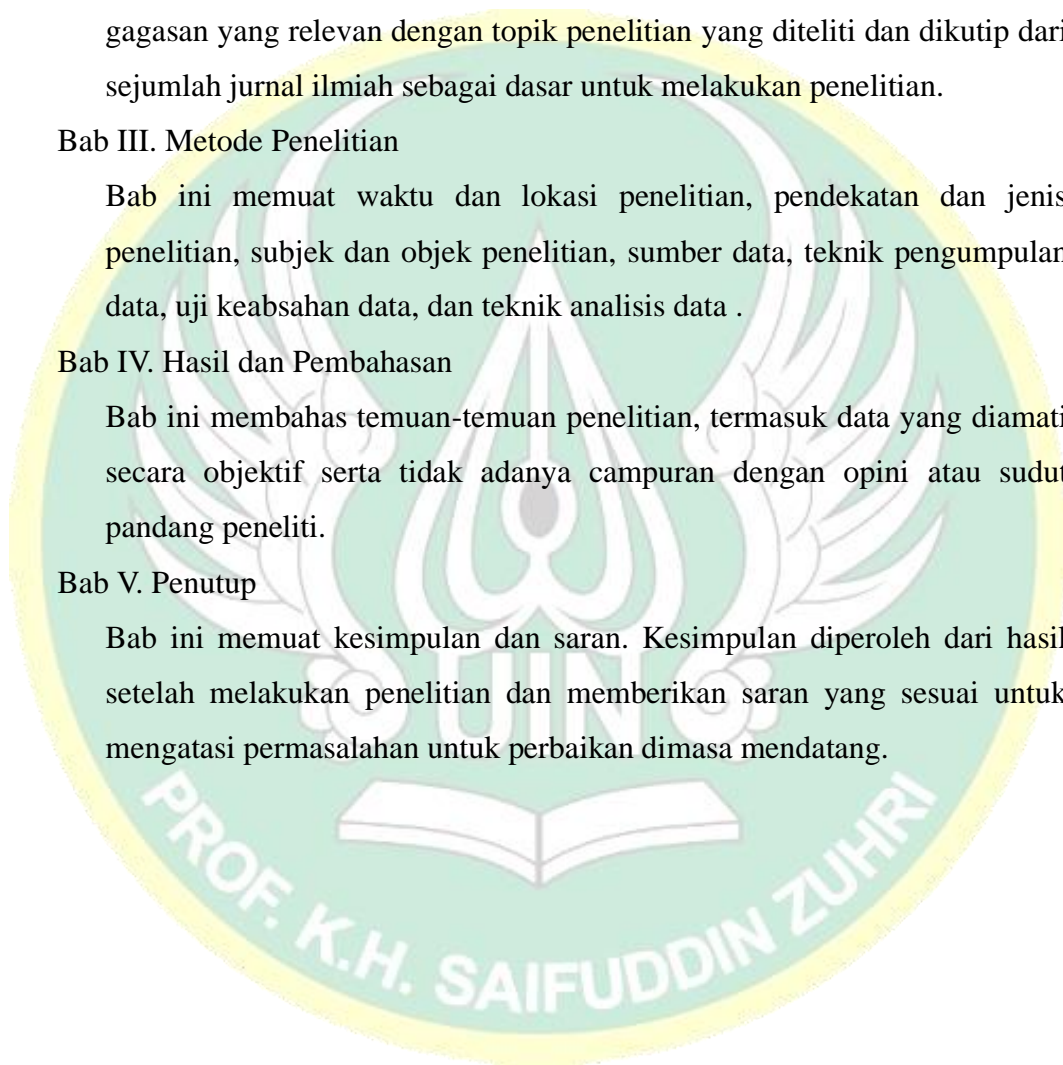 gagasan yang relevan dengan topik penelitian yang diteliti dan dikutip dari
sejumlah jurnal ilmiah sebagai dasar untuk melakukan penelitian.
Bab III. Metode Penelitian
Bab ini memuat waktu dan lokasi penelitian, pendekatan dan jenis
penelitian, subjek dan objek penelitian, sumber data, teknik pengumpulan
data, uji keabsahan data, dan teknik analisis data .
Bab IV. Hasil dan Pembahasan
Bab ini membahas temuan-temuan penelitian, termasuk data yang diamati
secara objektif serta tidak adanya campuran dengan opini atau sudut
pandang peneliti.
Bab V. Penutup
Bab ini memuat kesimpulan dan saran. Kesimpulan diperoleh dari hasil
setelah melakukan penelitian dan memberikan saran yang sesuai untuk
mengatasi permasalahan untuk perbaikan dimasa mendatang.
UIN
PROF. K.H. SAIFUDDIN ZUHRI